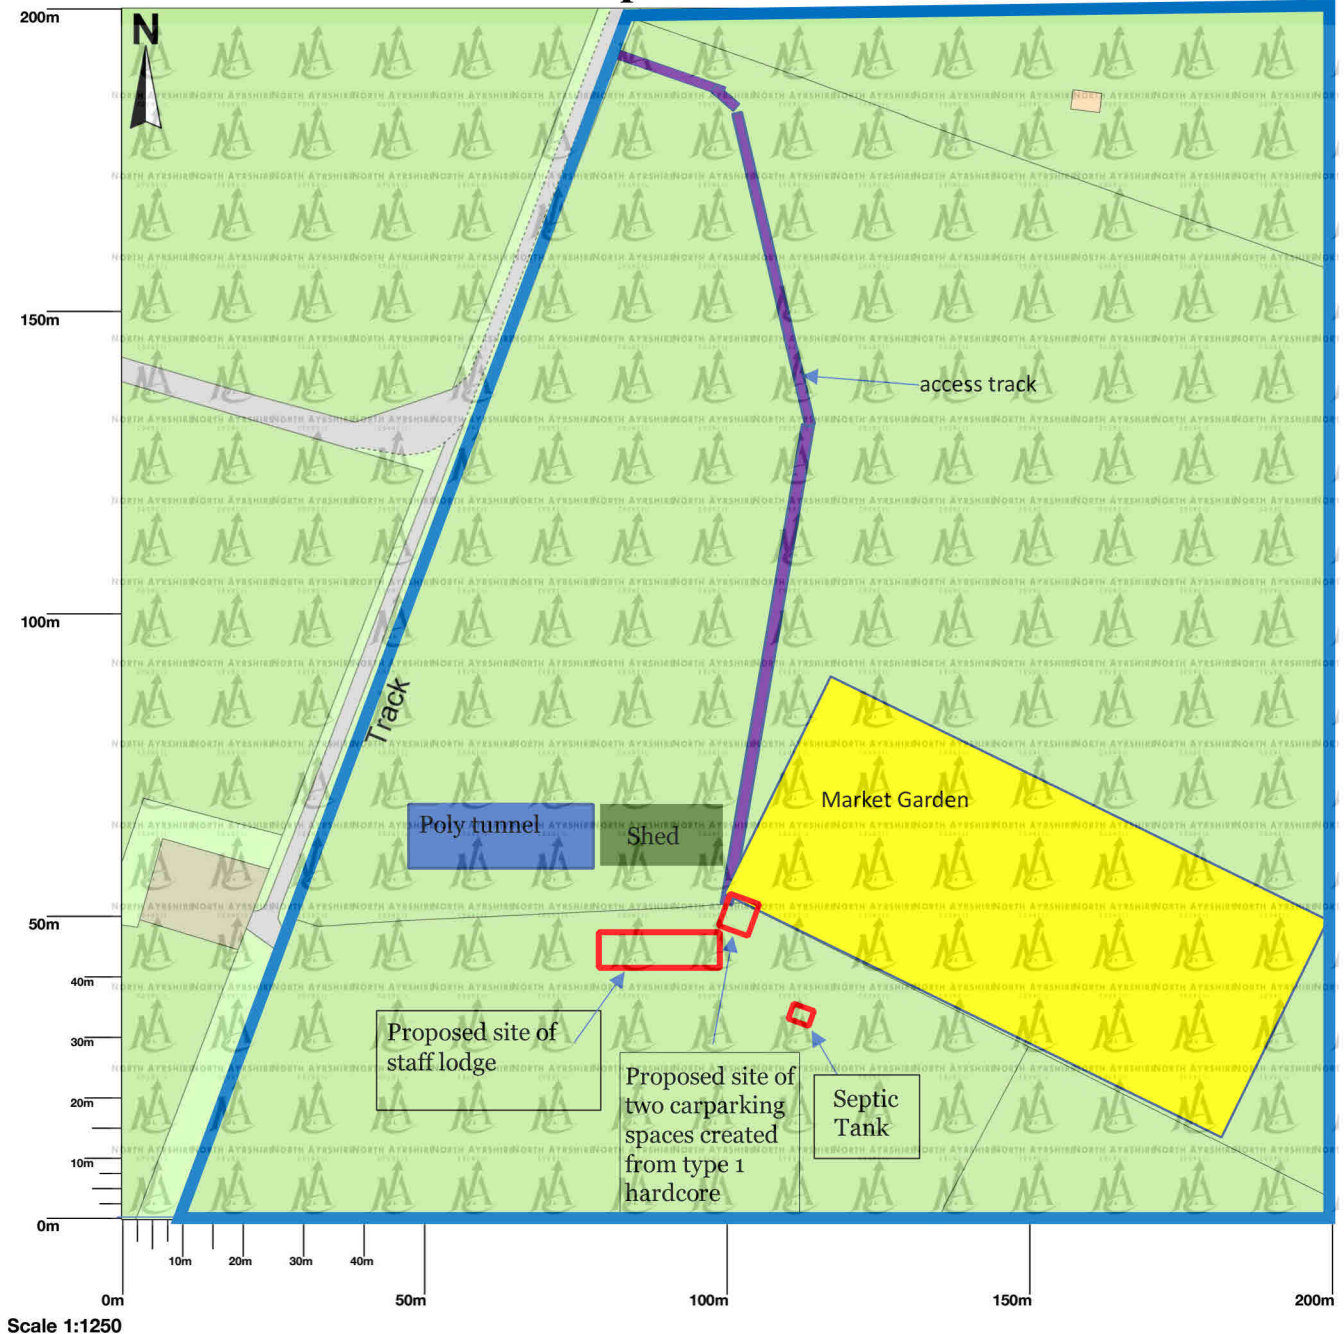 200m
N
150m
access track
100m
Track
Market Garden
Poly tunnel
Shed
50m
40m
Proposed site of
staff lodge
30m
Proposed site of
two carparking
spaces created
from type 1
hardcore
Septic
Tank
20m
10m
0m
10m
20m
30m
40m
0m
50m
100m
150m
200m
Scale 1:1250
NORTH AYRSHIRE